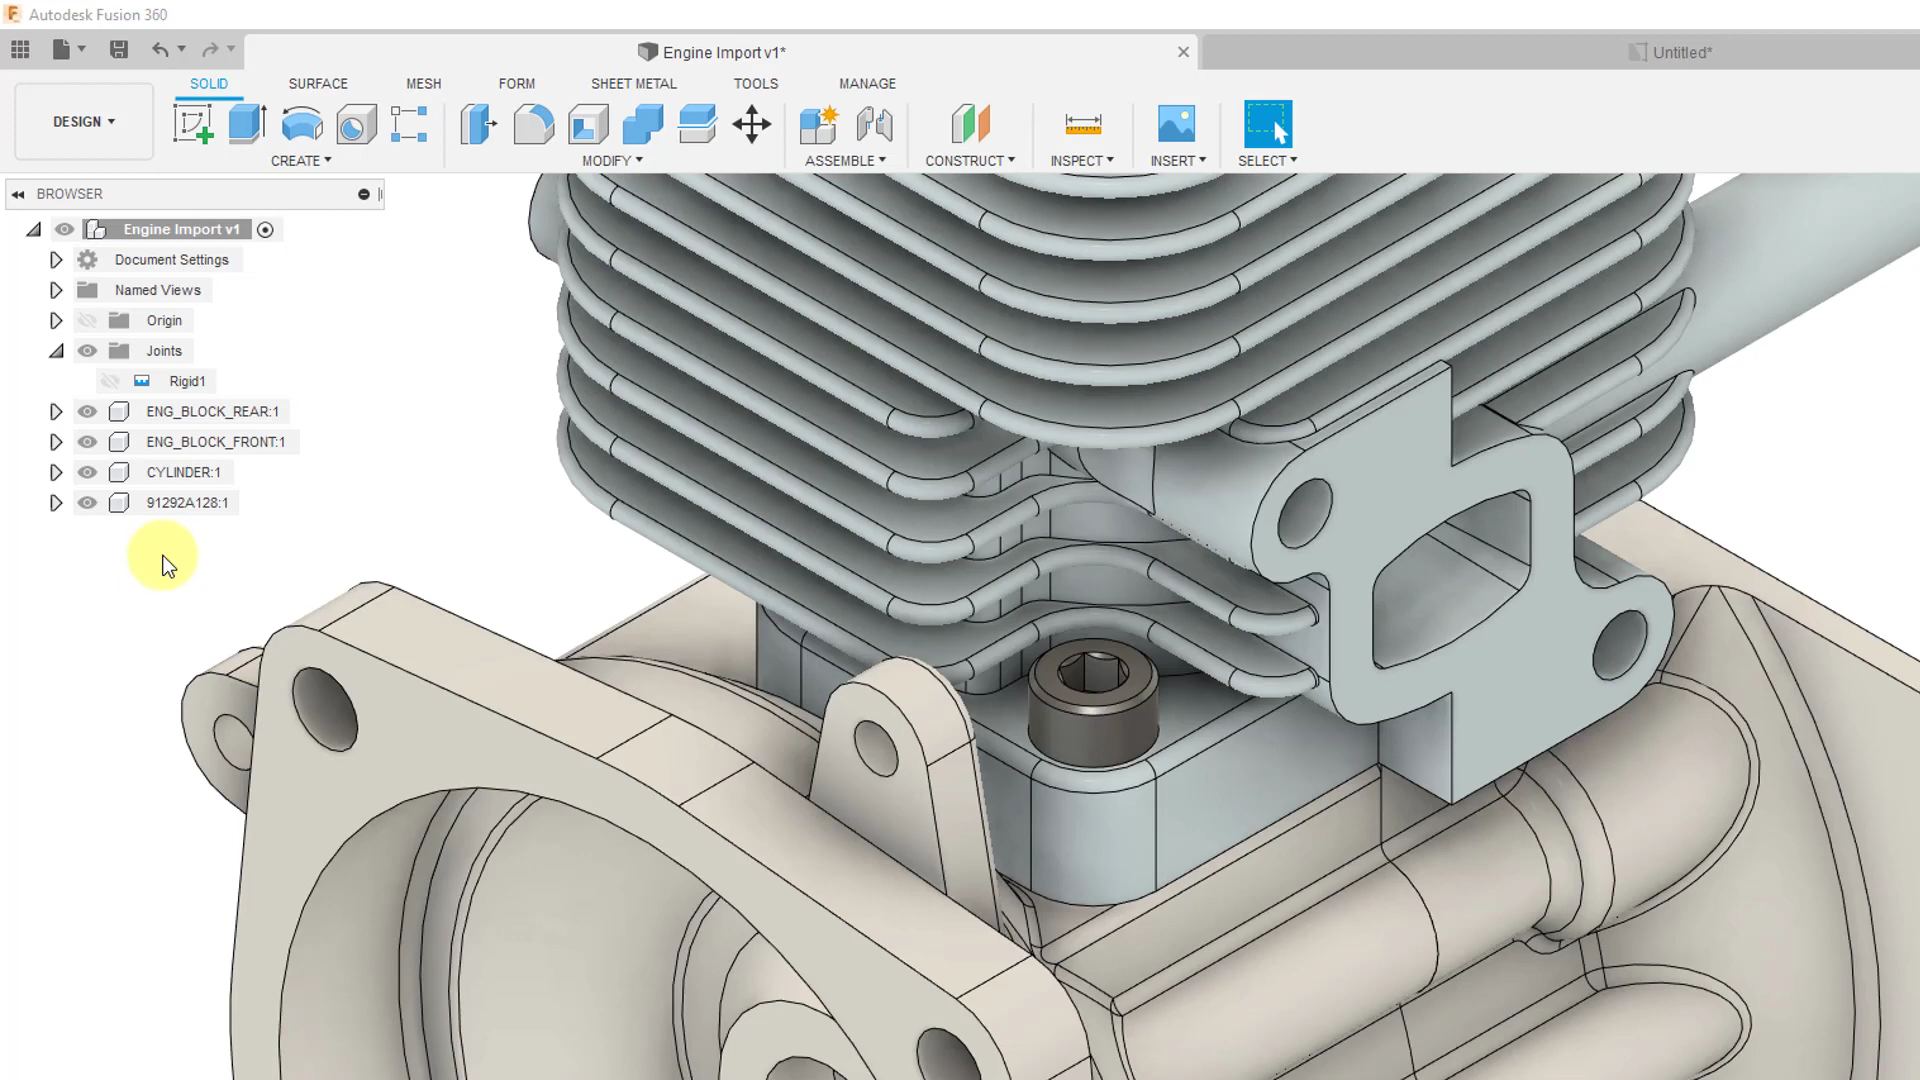 Autodesk Fusion 360
Engine Import v1*
Untitled*
SOLID SURFACE MESH FORM SHEET METAL TOOLS MANAGE
DESIGN
CREATE MODIFY ASSEMBLE CONSTRUCT INSPECT INSERT SELECT
BROWSER
Engine Import v1
Document Settings
Named Views
Origin
Joints
Rigid1
ENG_BLOCK_REAR:1
ENG_BLOCK_FRONT:1
CYLINDER:1
91292A128:1